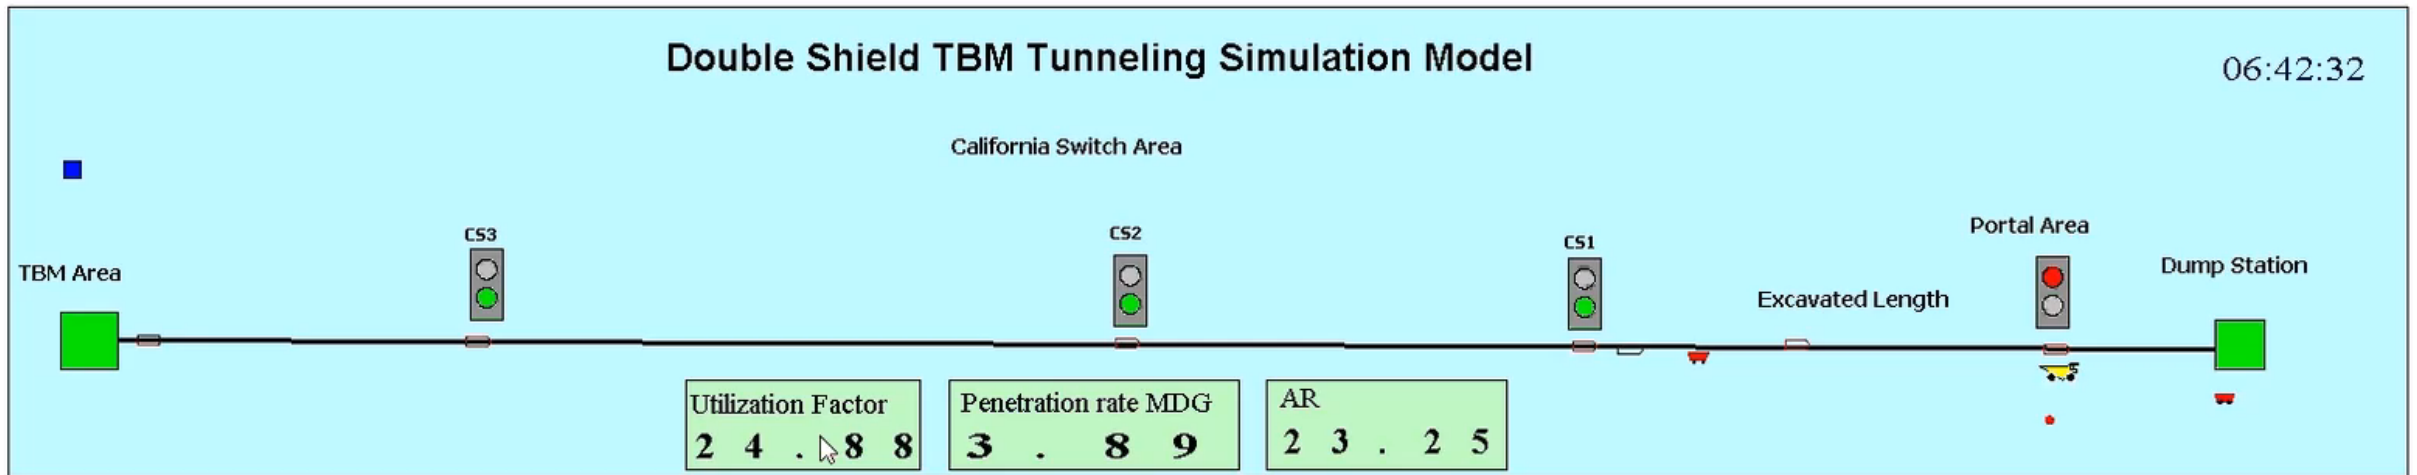 Double Shield TBM Tunneling Simulation Model
06:42:32
California Switch Area
Portal Area
CS3
CS2
CS1
Dump Station
TBM Area
Excavated Length
Utilization Factor
24.88
Penetration rate MDG
3.89
AR
23.25